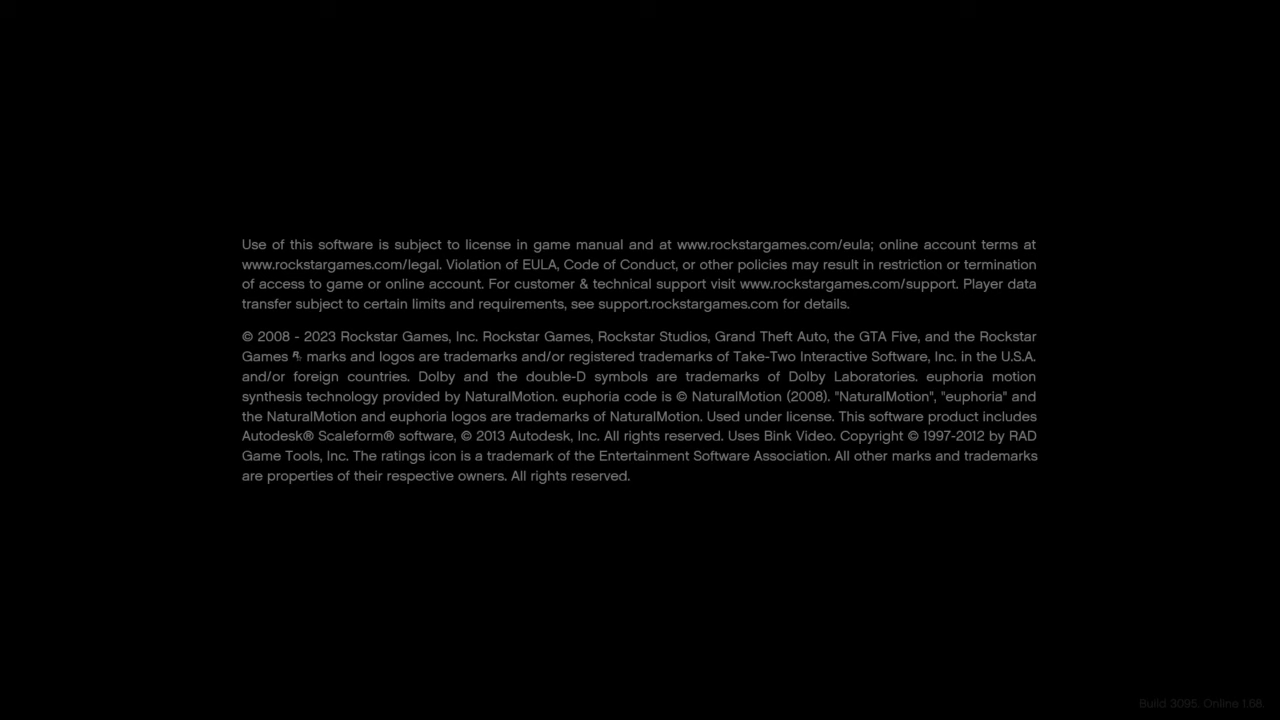 Use of this software is subject to license in game manual and at www.rockstargames.com/eula; online account terms at
www.rockstargames.com/legal. Violation of EULA, Code of Conduct, or other policies may result in restriction or termination
of access to game or online account. For customer & technical support visit www.rockstargames.com/support. Player data
transfer subject to certain limits and requirements, see support.rockstargames.com for details.
© 2008 - 2023 Rockstar Games, Inc. Rockstar Games, Rockstar Studios, Grand Theft Auto, the GTA Five, and the Rockstar
Games R* marks and logos are trademarks and/or registered trademarks of Take-Two Interactive Software, Inc. in the U.S.A.
and/or foreign countries. Dolby and the double-D symbols are trademarks of Dolby Laboratories. euphoria motion
synthesis technology provided by NaturalMotion. euphoria code is © NaturalMotion (2008). "NaturalMotion", "euphoria" and
the NaturalMotion and euphoria logos are trademarks of NaturalMotion. Used under license. This software product includes
Autodesk® Scaleform® software, © 2013 Autodesk, Inc. All rights reserved. Uses Bink Video. Copyright © 1997-2012 by RAD
Game Tools, Inc. The ratings icon is a trademark of the Entertainment Software Association. All other marks and trademarks
are properties of their respective owners. All rights reserved.
Build 3095. Online 1.68.